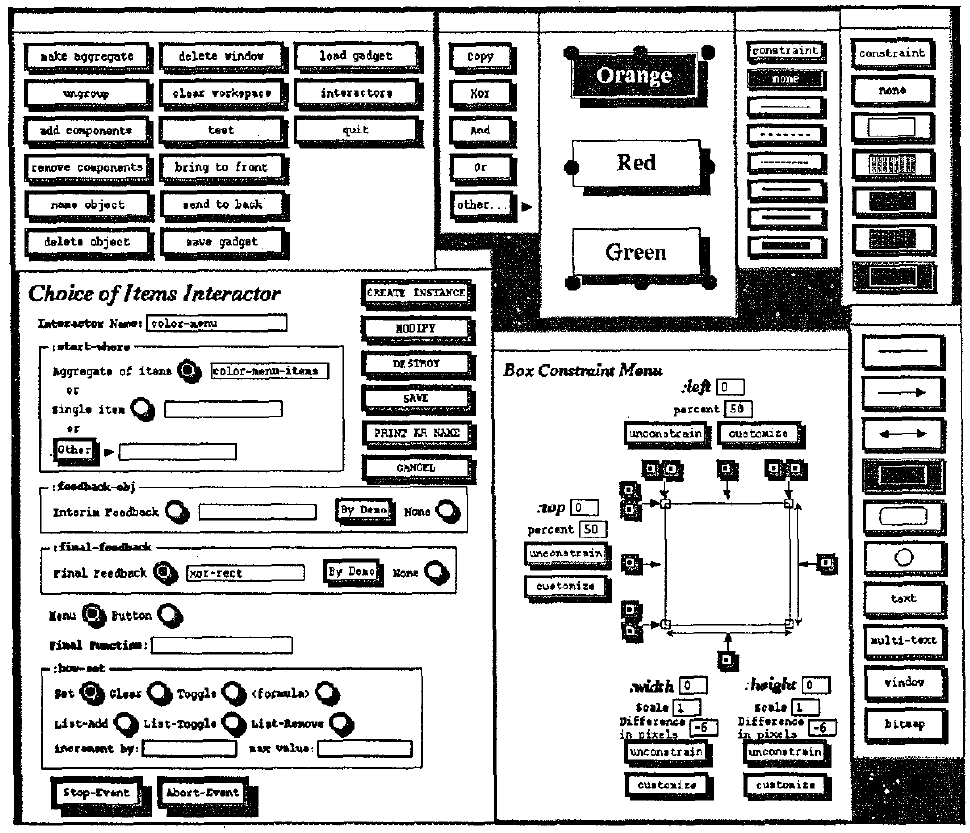 make aggregate
delete window
load gadget
ungroup
clear workspace
interactors
add components
test
quit
remove components
bring to front
name object
send to back
delete object
save gadget
Copy
Xor
And
Or
other...
Orange
Red
Green
constraint
none
constraint
none
Choice of Items Interactor
Interactor Name: color-menu
:start-where
Aggregate of items color-menu-items
or
Single item
or
Other
:feedback-obj
Interim Feedback By Demo None
:final-feedback
Final Feedback xor-rect By Demo None
Menu Button
Final Function:
:how-set
Set Clear Toggle <formula>
List-Add List-Toggle List-Remove
increment by: max value:
Stop-Event Abort-Event
CREATE INSTANCE
MODIFY
DESTROY
SAVE
PRINT KR NAME
CANCEL
Box Constraint Menu
:left 0
percent 50
unconstrain customize
:top 0
percent 50
unconstrain
customize
:width 0
Scale 1
Difference in pixels -6
unconstrain
customize
:height 0
Scale 1
Difference in pixels -6
unconstrain
customize
text
multi-text
window
bitmap